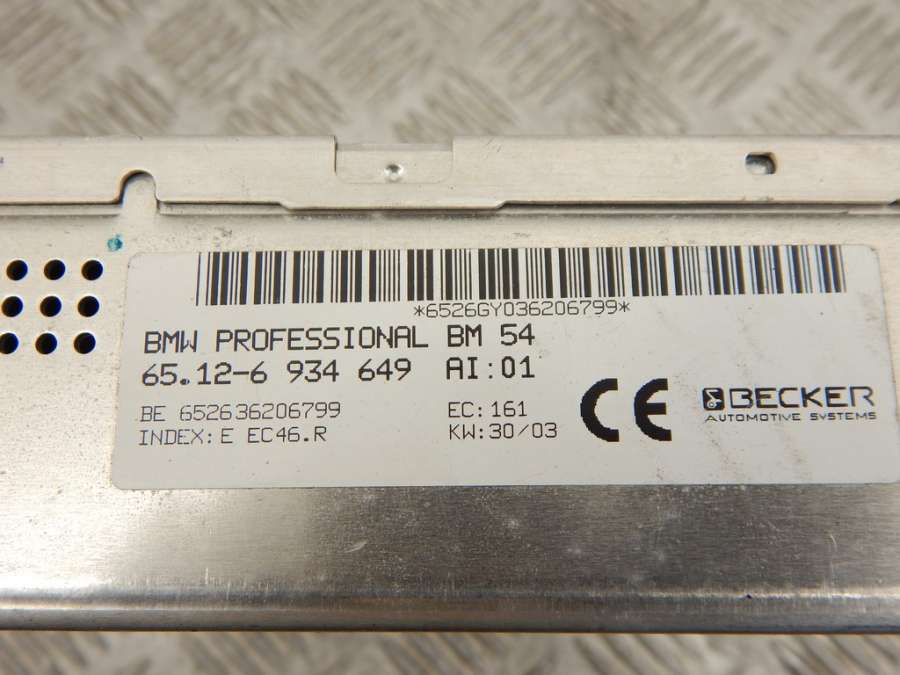 *6526GY036206799*
BMW PROFESSIONAL BM 54
65.12-6 934 649 AI:01
BE 652636206799 EC:161
INDEX:E EC46.R KW:30/03
CE
BECKER
AUTOMOTIVE SYSTEMS